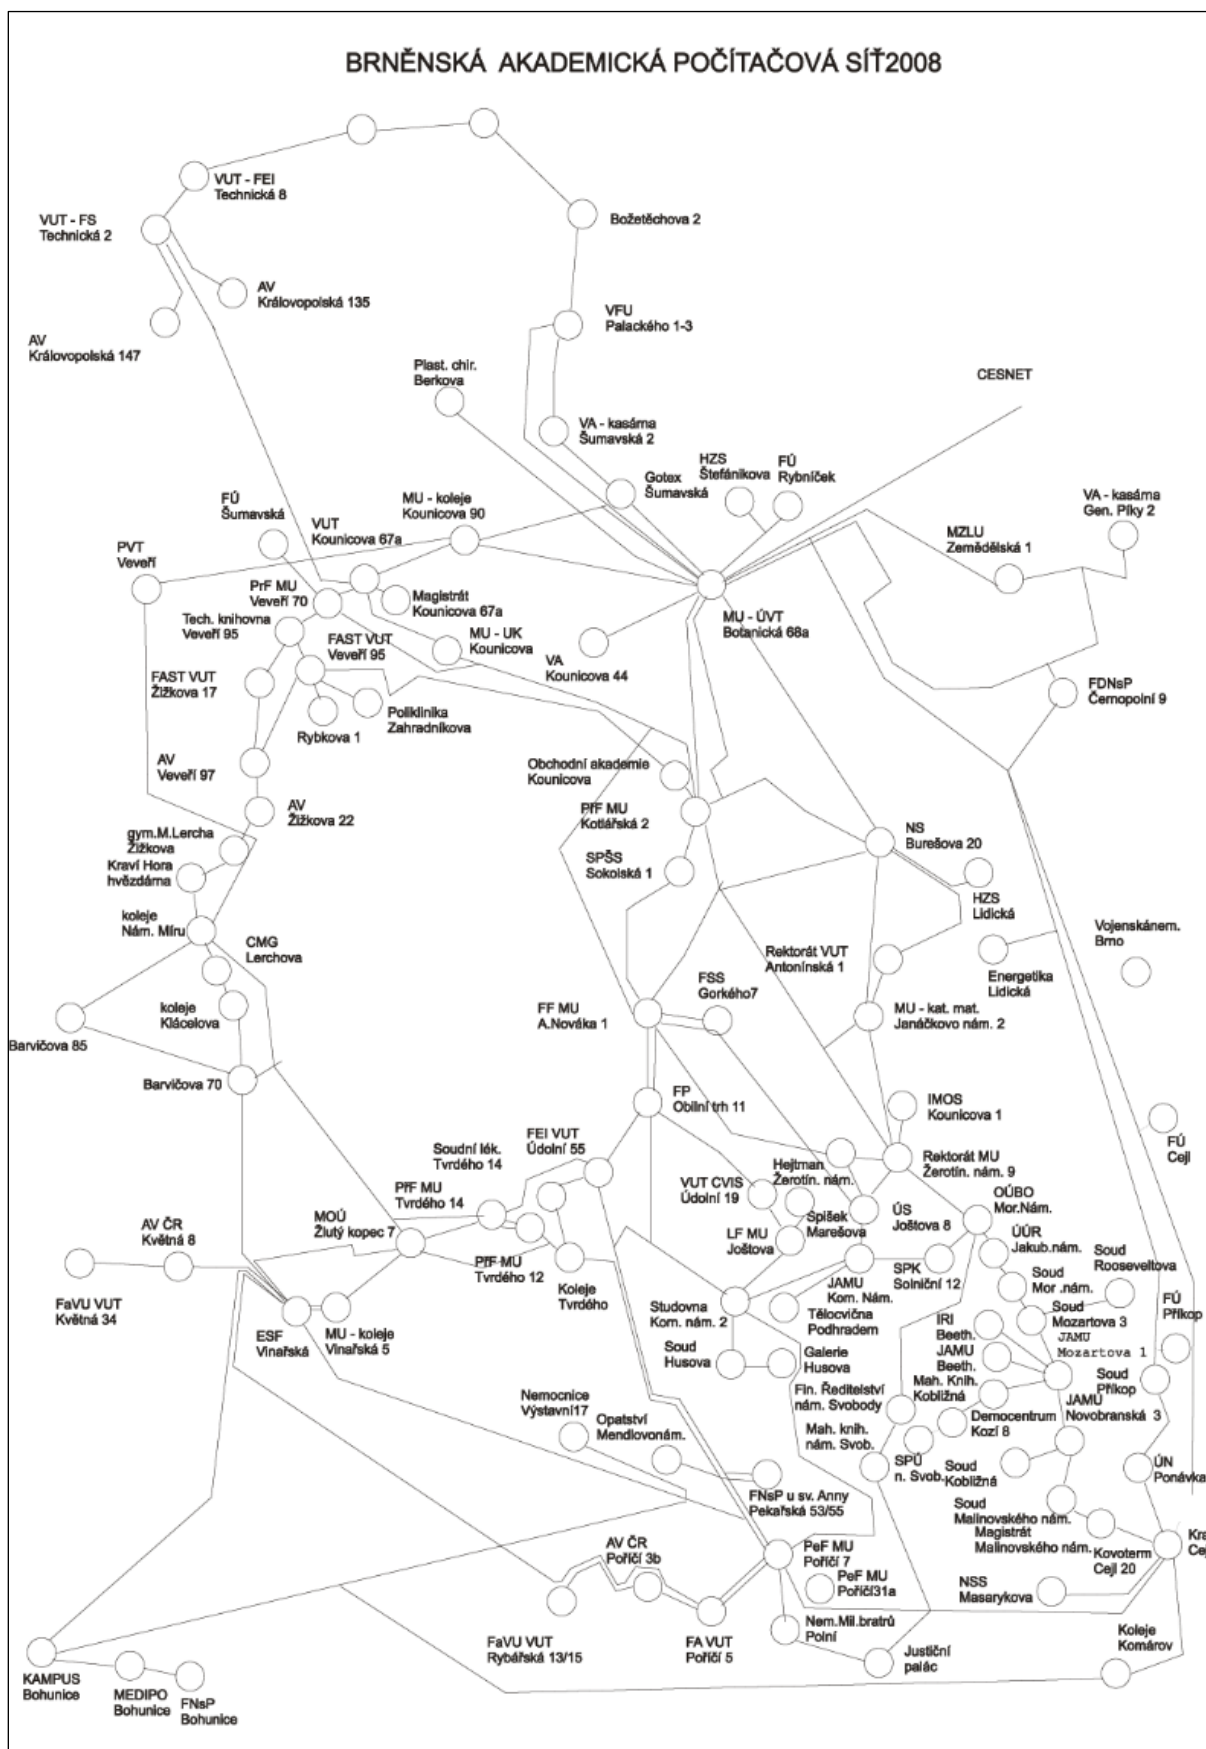 BRNĚNSKÁ AKADEMICKÁ POČÍTAČOVÁ SÍŤ2008
VUT - FEI
Technická 8
VUT - FS
Technická 2
Božetěchova 2
AV
Královopolská 135
AV
Královopolská 147
VFU
Palackého 1-3
Plast. chir.
Berkova
CESNET
VA - kasárna
Šumavská 2
HZS
Štefánikova
FÚ
Rybníček
Gotex
Šumavská
MU - koleje
Kounicova 90
FÚ
Šumavská
VUT
Kounicova 67a
VA - kasárna
Gen. Píky 2
MZLU
Zemědělská 1
PVT
Veveří
PrF MU
Veveří 70
Magistrát
Kounicova 67a
MU - ÚVT
Botanická 68a
Tech. knihovna
Veveří 95
FAST VUT
Veveří 95
MU - UK
Kounicova
VA
Kounicova 44
FAST VUT
Žižkova 17
FDNsP
Černopolní 9
Rybkova 1
Poliklinika
Zahradníkova
AV
Veveří 97
Obchodní akademie
Kounicova
AV
Žižkova 22
PřF MU
Kotlářská 2
gym.M.Lercha
Žižkova
NS
Burešova 20
Kraví Hora
hvězdárna
SPŠS
Sokolská 1
HZS
Lidická
koleje
Nám. Míru
CMG
Lerchova
Rektorát VUT
Antonínská 1
Vojenskánem.
Brno
FSS
Gorkého7
Energetika
Lidická
koleje
Klácelova
FF MU
A.Nováka 1
MU - kat. mat.
Janáčkovo nám. 2
Barvičova 85
Barvičova 70
FP
Obilní trh 11
IMOS
Kounicova 1
FEI VUT
Údolní 55
Soudní lék.
Tvrdého 14
FÚ
Cejl
Hejtman
Žerotín. nám.
Rektorát MU
Žerotín. nám. 9
PřF MU
Tvrdého 14
VUT CVIS
Údolní 19
OÚBO
Mor.Nám.
MOÚ
Žlutý kopec 7
Spišek
Marešova
ÚS
Joštova 8
AV ČR
Květná 8
LF MU
Joštova
ÚÚR
Jakub.nám.
PřF MU
Tvrdého 12
Koleje
Tvrdého
JAMU
Kom. Nám.
SPK
Solniční 12
Soud
Mor .nám.
Soud
Rooseveltova
FaVU VUT
Květná 34
Studovna
Kom. nám. 2
Tělocvična
Podhradem
Soud
Mozartova 3
FÚ
Příkop
ESF
Vinařská
MU - koleje
Vinařská 5
IRI
Beeth.
JAMU
Mozartova 1
JAMU
Beeth.
Soud
Husova
Galerie
Husova
Mah. Knih.
Kobližná
Soud
Příkop
Fin. Ředitelství
nám. Svobody
JAMU
Novobranská 3
Nemocnice
Výstavní17
Democentrum
Kozí 8
Opatství
Mendlovonám.
Mah. knih.
nám. Svob.
SPÚ
n. Svob.
Soud
Kobližná
ÚN
Ponávka
FNsP u sv. Anny
Pekařská 53/55
Soud
Malinovského nám.
Magistrát
Malinovského nám.
Kra
Cej
AV ČR
Poříčí 3b
PeF MU
Poříčí 7
Kovoterm
Cejl 20
PeF MU
Poříčí31a
NSS
Masarykova
FaVU VUT
Rybářská 13/15
FA VUT
Poříčí 5
Nem.Mil.bratrů
Polní
Justiční
palác
Koleje
Komárov
KAMPUS
Bohunice
MEDIPO
Bohunice
FNsP
Bohunice